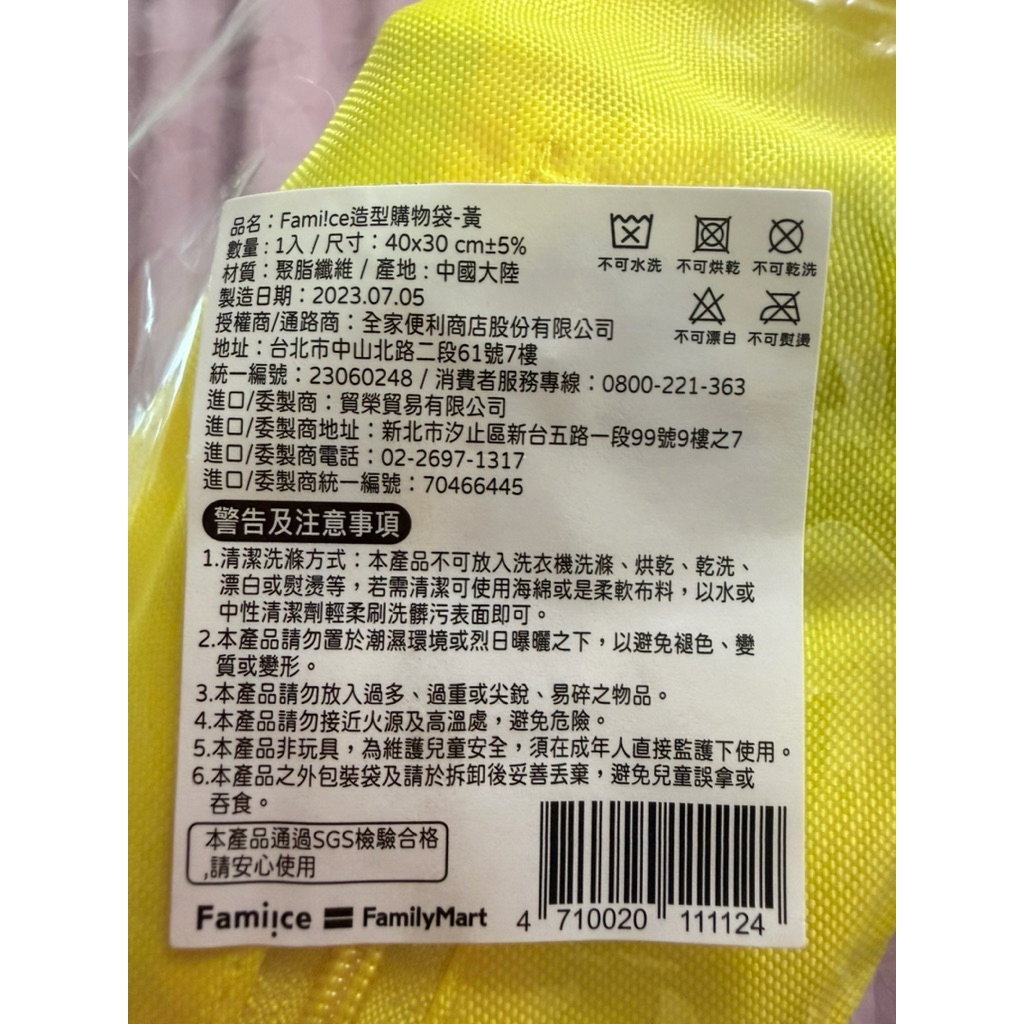 品名：Fami!ce造型購物袋-黃
數量：1入 / 尺寸：40x30 cm±5%
材質：聚脂纖維 / 產地：中國大陸
製造日期：2023.07.05
授權商/通路商：全家便利商店股份有限公司
地址：台北市中山北路二段61號7樓
統一編號：23060248 / 消費者服務專線：0800-221-363
進口/委製商：貿榮貿易有限公司
進口/委製商地址：新北市汐止區新台五路一段99號9樓之7
進口/委製商電話：02-2697-1317
進口/委製商統一編號：70466445
不可水洗 不可烘乾 不可乾洗
不可漂白 不可熨燙
警告及注意事項
1.清潔洗滌方式：本產品不可放入洗衣機洗滌、烘乾、乾洗、
漂白或熨燙等，若需清潔可使用海綿或是柔軟布料，以水或
中性清潔劑輕柔刷洗髒污表面即可。
2.本產品請勿置於潮濕環境或烈日曝曬之下，以避免褪色、變
質或變形。
3.本產品請勿放入過多、過重或尖銳、易碎之物品。
4.本產品請勿接近火源及高溫處，避免危險。
5.本產品非玩具，為維護兒童安全，須在成年人直接監護下使用。
6.本產品之外包裝袋及請於拆卸後妥善丟棄，避免兒童誤拿或
吞食。
本產品通過SGS檢驗合格
,請安心使用
Fami!ce FamilyMart
4 710020 111124